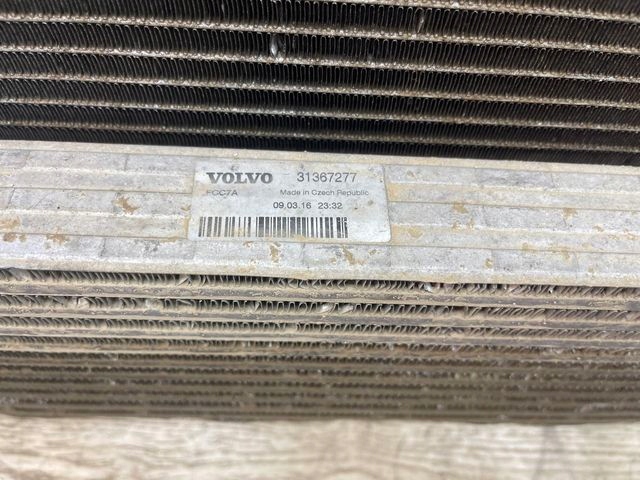 VOLVO 31367277
FCC7A Made in Czech Republic
09.03.16 23:32